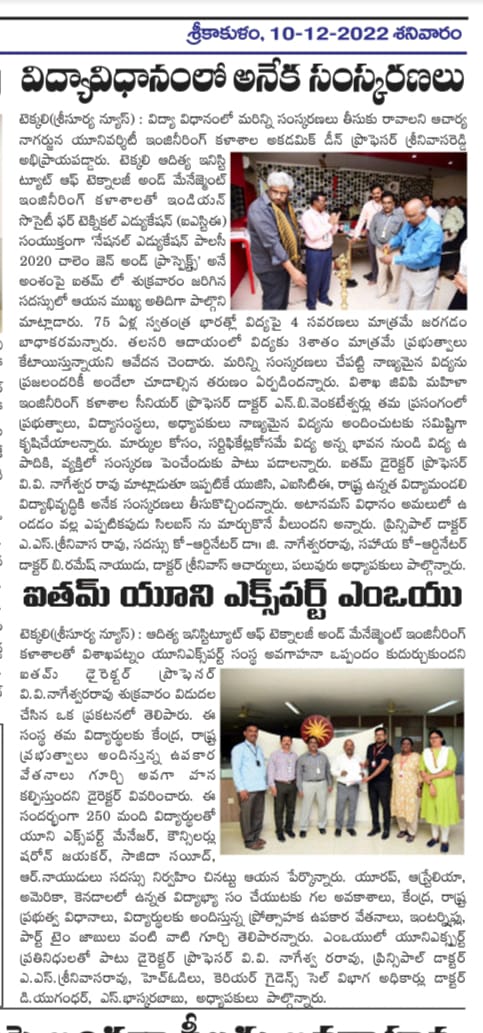 శ్రీకాకుళం, 10-12-2022 శనివారం
విద్యావిధానంలో అనేక సంస్కరణలు
టెక్కలి(శ్రీసూర్య న్యూస్) : విద్యా విధానంలో మరిన్ని సంస్కరణలు తీసుకు రావాలని ఆచార్య
నాగార్జున యూనివర్శిటీ ఇంజినీరింగ్ కళాశాల అకడమిక్ డీన్ ప్రొఫెసర్ శ్రీనివాసరెడ్డి
అభిప్రాయపడ్డారు. టెక్కలి ఆదిత్య ఇనిస్టి
ట్యూట్ ఆఫ్ టెక్నాలజీ అండ్ మేనేజ్మెంట్
ఇంజినీరింగ్ కళాశాలతో ఇండియన్
సొసైటీ ఫర్ టెక్నికల్ ఎడ్యుకేషన్ (ఐఎస్టిఈ)
సంయుక్తంగా 'నేషనల్ ఎడ్యుకేషన్ పాలసీ
2020 చాలెం జెస్ అండ్ ప్రాస్పెక్ట్స్' అనే
అంశంపై ఐతమ్ లో శుక్రవారం జరిగిన
సదస్సులో ఆయన ముఖ్య అతిదిగా పాల్గొని
మాట్లాడారు. 75 ఏళ్ల స్వతంత్ర భారత్లో విద్యపై 4 సవరణలు మాత్రమే జరగడం
బాధాకరమన్నారు. తలసరి ఆదాయంలో విద్యకు 3శాతం మాత్రమే ప్రభుత్వాలు
కేటాయిస్తున్నాయని ఆవేదన చెందారు. మరిన్ని సంస్కరణలు చేపట్టి నాణ్యమైన విద్యను
ప్రజలందరికీ అందేలా చూడాల్సిన తరుణం ఏర్పడిందన్నారు. విశాఖ జివిపి మహిళా
ఇంజినీరింగ్ కళాశాల సీనియర్ ప్రొఫెసర్ డాక్టర్ ఎన్.బి.వెంకటేశ్వర్లు తమ ప్రసంగంలో
ప్రభుత్వాలు, విద్యాసంస్థలు, అధ్యాపకులు నాణ్యమైన విద్యను అందించుటకు సమిష్టిగా
కృషిచేయాలన్నారు. మార్కుల కోసం, సర్టిఫికేట్లకోసమే విద్య అన్న భావన నుండి విద్య ఉ
పాదికి, వ్యక్తిలో సంస్కరణ పెంచేందుకు పాటు పడాలన్నారు. ఐతమ్ డైరెక్టర్ ప్రొఫెసర్
వి.వి. నాగేశ్వర రావు మాట్లాడుతూ ఇప్పటికే యుజిసి, ఎఐసిటిఈ, రాష్ట్ర ఉన్నత విద్యామండలి
విద్యాభివృద్ధికి అనేక సంస్కరణలు తీసుకొచ్చిందన్నారు. అటానమస్ విధానం అమలులో ఉ
ండడం వల్ల ఎప్పటికపుడు సిలబస్ ను మార్చుకొనే వీలుందని అన్నారు. ప్రిన్సిపాల్ డాక్టర్
ఎ.ఎస్.శ్రీనివాస రావు, సదస్సు కో-ఆర్డినేటర్ డా॥ జి. నాగేశ్వరరావు, సహాయ కో-ఆర్డినేటర్
డాక్టర్ బి.రమేష్ నాయుడు, డాక్టర్ శ్రీనివాస్ ఆచార్యులు, పలువురు అధ్యాపకులు పాల్గొన్నారు.
ఐతమ్ యూని ఎక్స్‌పర్ట్ ఎంఒయు
టెక్కలి(శ్రీసూర్య న్యూస్) : ఆదిత్య ఇనిస్టిట్యూట్ ఆఫ్ టెక్నాలజీ అండ్ మేనేజ్మెంట్ ఇంజినీరింగ్
కళాశాలతో విశాఖపట్నం యూనిఎక్స్‌పర్ట్ సంస్థ అవగాహనా ఒప్పందం కుదుర్చుకుందని
ఐతమ్ డైరెక్టర్ ప్రొఫెసర్
వి.వి.నాగేశ్వరరావు శుక్రవారం విడుదల
చేసిన ఒక ప్రకటనలో తెలిపారు. ఈ
సంస్థ తమ విద్యార్థులకు కేంద్ర, రాష్ట్ర
ప్రభుత్వాలు అందిస్తున్న ఉపకార
వేతనాలు గూర్చి అవగా హన
కల్పిస్తుందని డైరెక్టర్ వివరించారు. ఈ
సందర్భంగా 250 మంది విద్యార్థులతో
యూని ఎక్స్‌పర్ట్ మేనేజర్, కౌన్సిలర్లు
షరోన్ జయకర్, సాజిదా సయీద్,
ఆర్.నాయుడులు సదస్సు నిర్వహిం చినట్టు ఆయన పేర్కొన్నారు. యూరప్, ఆస్ట్రేలియా,
అమెరికా, కెనడాలలో ఉన్నత విద్యాభ్యా సం చేయుటకు గల అవకాశాలు, కేంద్ర, రాష్ట్ర
ప్రభుత్వ విధానాలు, విద్యార్థులకు అందిస్తున్న ప్రోత్సాహక ఉపకార వేతనాలు, ఇంటర్న్షిప్లు,
పార్ట్ టైం జాబులు వంటి వాటి గూర్చి తెలిపారన్నారు. ఎంఒయులో యూనిఎక్స్‌పర్ట్
ప్రతినిధులతో పాటు డైరెక్టర్ ప్రొఫెసర్ వి.వి. నాగేశ్వ రరావు, ప్రిన్సిపాల్ డాక్టర్
ఎ.ఎస్.శ్రీనివాసరావు, హెచ్ఓడిలు, కెరియర్ గైడెన్స్ సెల్ విభాగ అధికార్లు డాక్టర్
డి.యుగంధర్, ఎస్.భాస్కరబాబు, అధ్యాపకులు పాల్గొన్నారు.